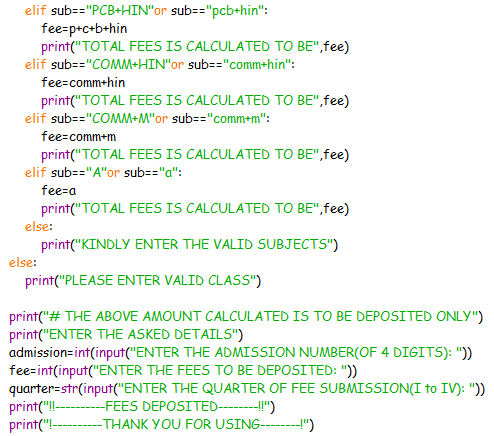 elif sub=="PCB+HIN"or sub=="pcb+hin":
fee=p+c+b+hin
print("TOTAL FEES IS CALCULATED TO BE",fee)
elif sub=="COMM+HIN"or sub=="comm+hin":
fee=comm+hin
print("TOTAL FEES IS CALCULATED TO BE",fee)
elif sub=="COMM+M"or sub=="comm+m":
fee=comm+m
print("TOTAL FEES IS CALCULATED TO BE",fee)
elif sub=="A"or sub=="a":
fee=a
print("TOTAL FEES IS CALCULATED TO BE",fee)
else:
print("KINDLY ENTER THE VALID SUBJECTS")
else:
print("PLEASE ENTER VALID CLASS")
print("# THE ABOVE AMOUNT CALCULATED IS TO BE DEPOSITED ONLY")
print("ENTER THE ASKED DETAILS")
admission=int(input("ENTER THE ADMISSION NUMBER(OF 4 DIGITS): "))
fee=int(input("ENTER THE FEES TO BE DEPOSITED: "))
quarter=str(input("ENTER THE QUARTER OF FEE SUBMISSION(I to IV): "))
print("!!----------FEES DEPOSITED--------!!")
print("!----------THANK YOU FOR USING--------!")